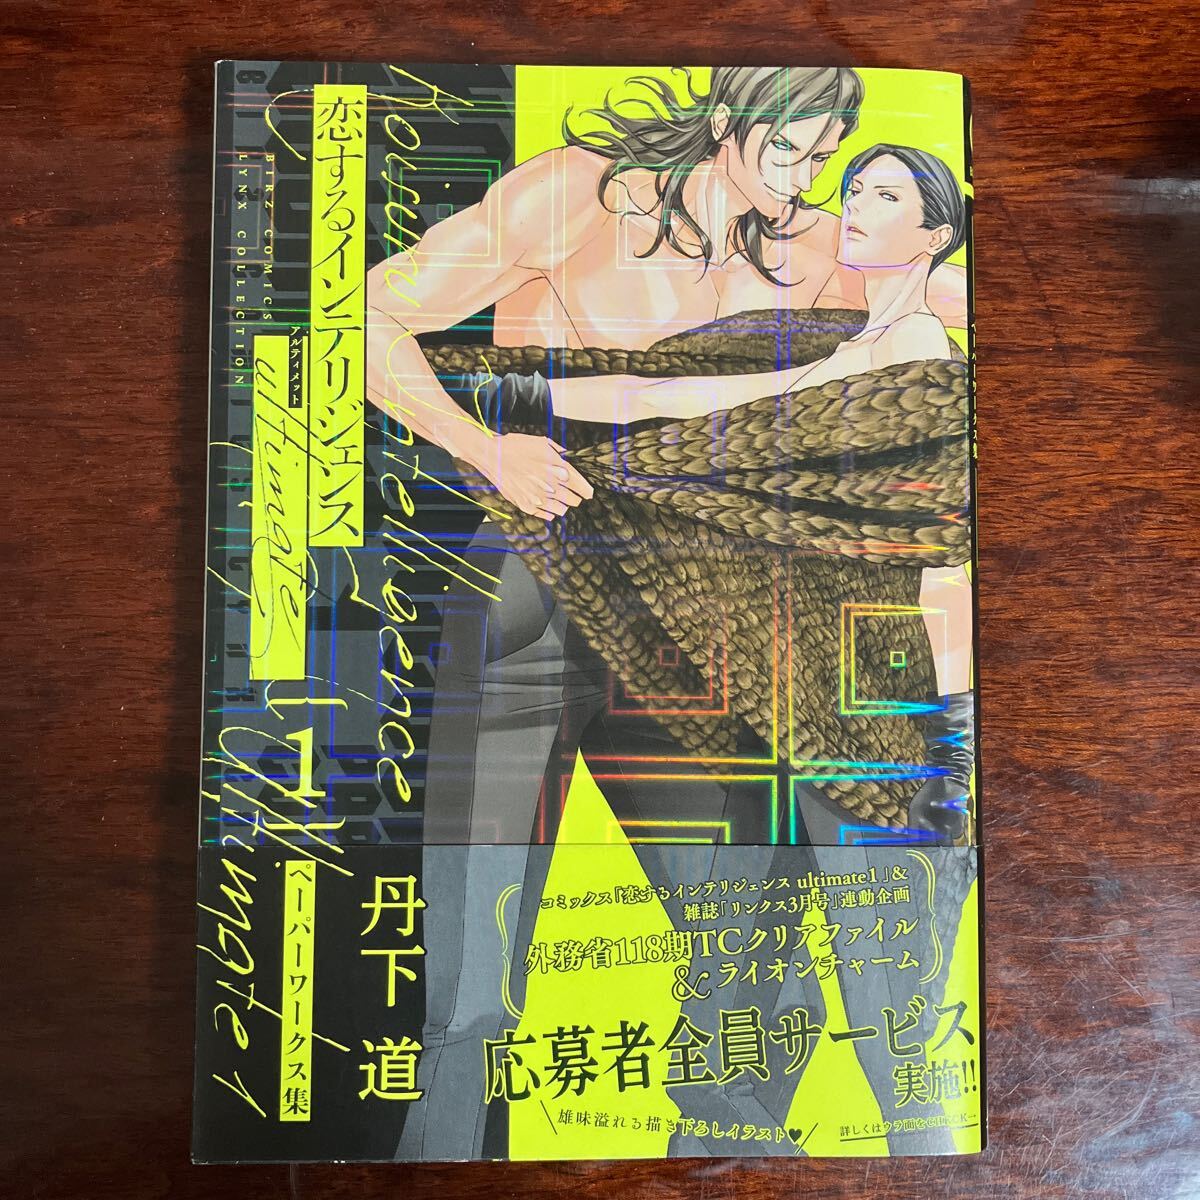 恋するインテリジェンス
アルティメット
ultimate
1
BIRZ COMICS
LYNX COLLECTION
Koisuru Intelligence
Ultimate 1
ペーパーワークス集
丹下 道
コミックス「恋するインテリジェンス ultimate1」&
雑誌「リンクス3月号」連動企画
外務省118期TCクリアファイル
&ライオンチャーム
応募者全員サービス
実施!!
雄味溢れる描き下ろしイラスト♥
詳しくはウラ面をCHECK→